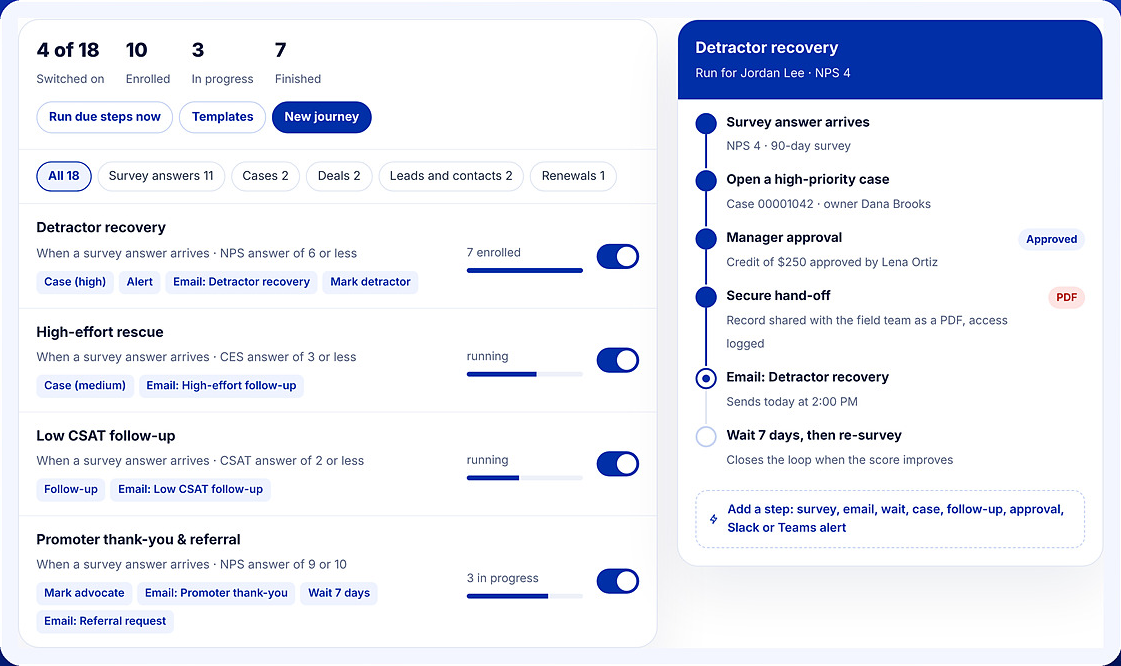 4 of 18 10 3 7
Switched on Enrolled In progress Finished
Run due steps now Templates New journey
All 18 Survey answers 11 Cases 2 Deals 2 Leads and contacts 2 Renewals 1
Detractor recovery
When a survey answer arrives · NPS answer of 6 or less
Case (high) Alert Email: Detractor recovery Mark detractor
7 enrolled
High-effort rescue
When a survey answer arrives · CES answer of 3 or less
Case (medium) Email: High-effort follow-up
running
Low CSAT follow-up
When a survey answer arrives · CSAT answer of 2 or less
Follow-up Email: Low CSAT follow-up
running
Promoter thank-you & referral
When a survey answer arrives · NPS answer of 9 or 10
Mark advocate Email: Promoter thank-you Wait 7 days
Email: Referral request
3 in progress
Detractor recovery
Run for Jordan Lee · NPS 4
Survey answer arrives
NPS 4 · 90-day survey
Open a high-priority case
Case 00001042 · owner Dana Brooks
Manager approval
Approved
Credit of $250 approved by Lena Ortiz
Secure hand-off
PDF
Record shared with the field team as a PDF, access
logged
Email: Detractor recovery
Sends today at 2:00 PM
Wait 7 days, then re-survey
Closes the loop when the score improves
Add a step: survey, email, wait, case, follow-up, approval,
Slack or Teams alert